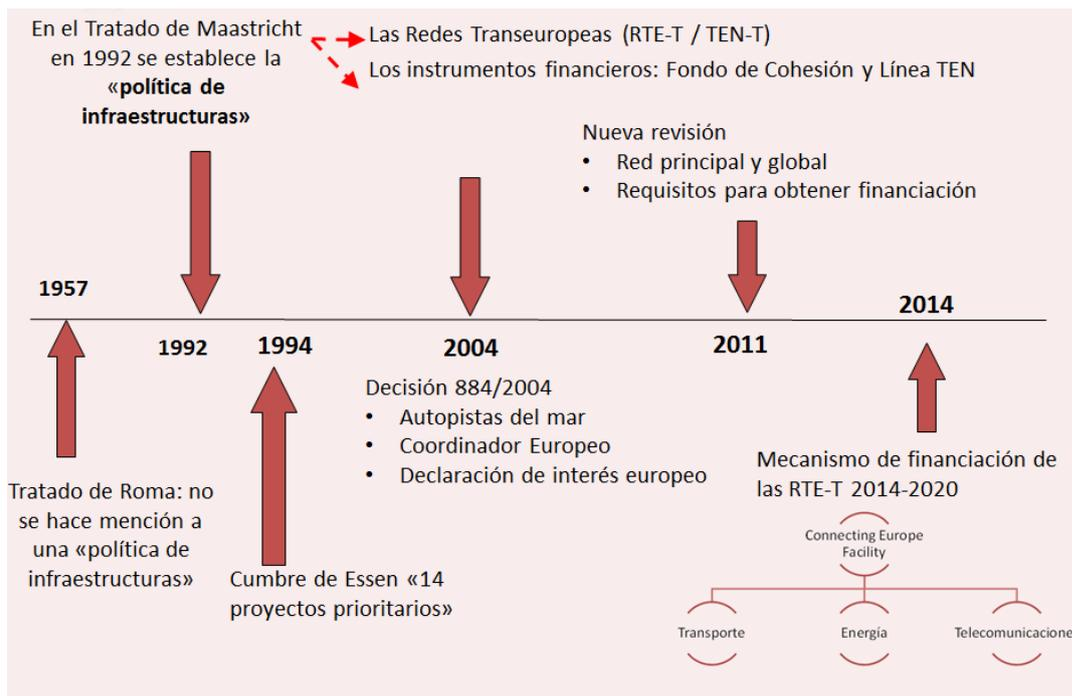 En el Tratado de Maastricht
en 1992 se establece la
«política de
infraestructuras»
Las Redes Transeuropeas (RTE-T / TEN-T)
Los instrumentos financieros: Fondo de Cohesión y Línea TEN
Nueva revisión
• Red principal y global
• Requisitos para obtener financiación
1957
2014
1992
1994
2004
2011
Decisión 884/2004
• Autopistas del mar
• Coordinador Europeo
• Declaración de interés europeo
Mecanismo de financiación de
las RTE-T 2014-2020
Tratado de Roma: no
se hace mención a
una «política de
infraestructuras»
Cumbre de Essen «14
proyectos prioritarios»
Connecting Europe
Facility
Transporte
Energía
Telecomunicacione